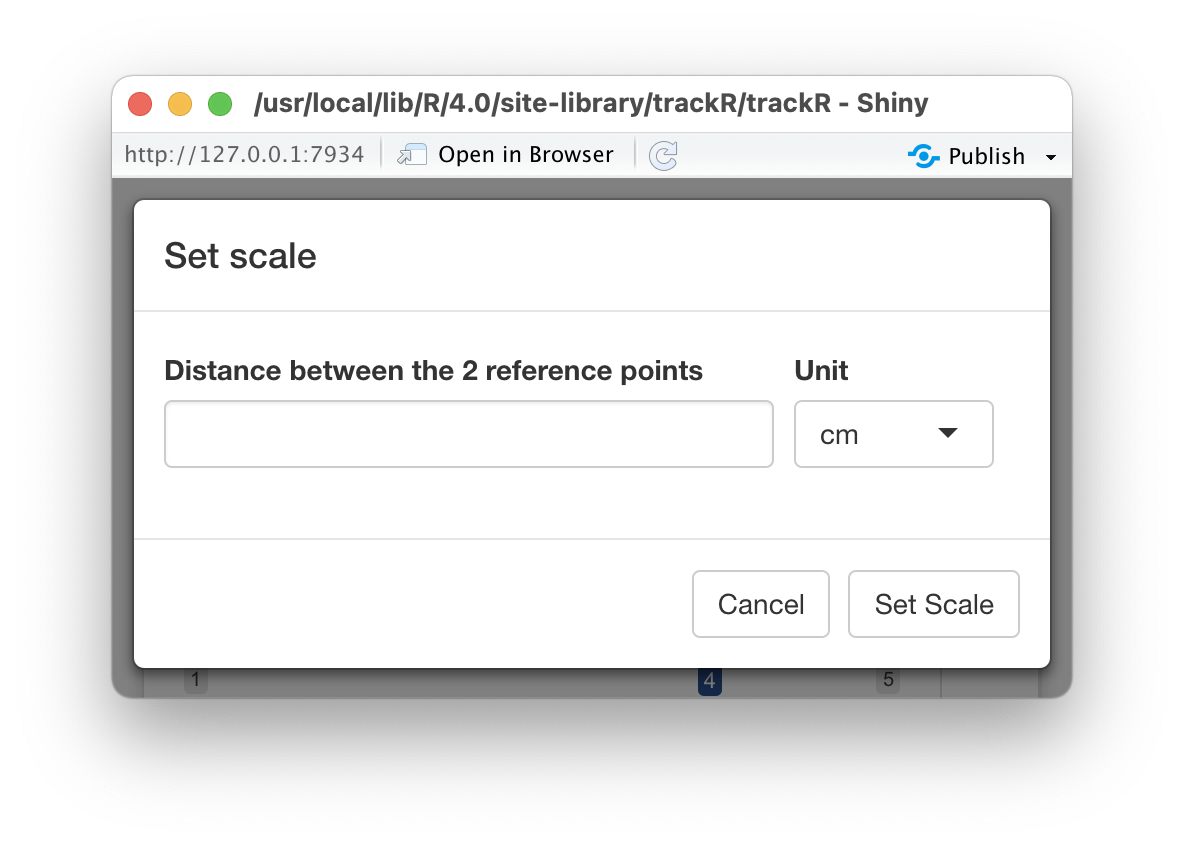 /usr/local/lib/R/4.0/site-library/trackR/trackR - Shiny
http://127.0.0.1:7934 Open in Browser Publish
Set scale
Distance between the 2 reference points Unit
cm
Cancel Set Scale
1 4 5